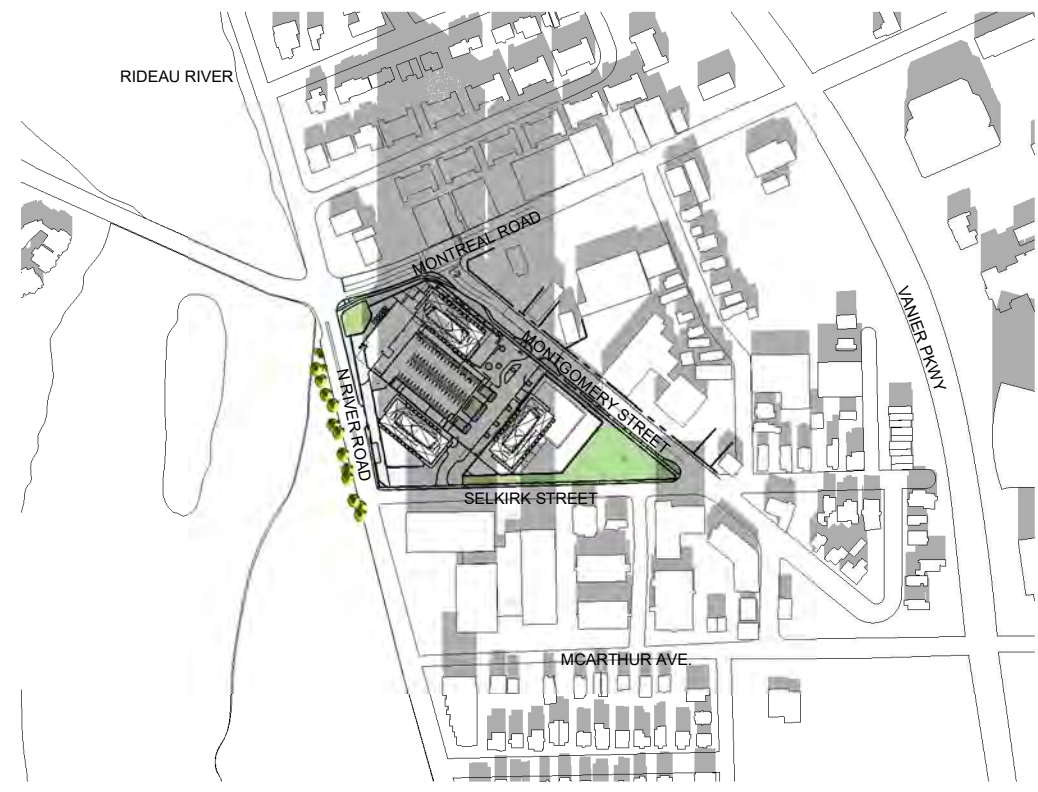 RIDEAU RIVER
MONTREAL ROAD
VANIER PKWY
MONTGOMERY STREET
N RIVER ROAD
SELKIRK STREET
MCARTHUR AVE.